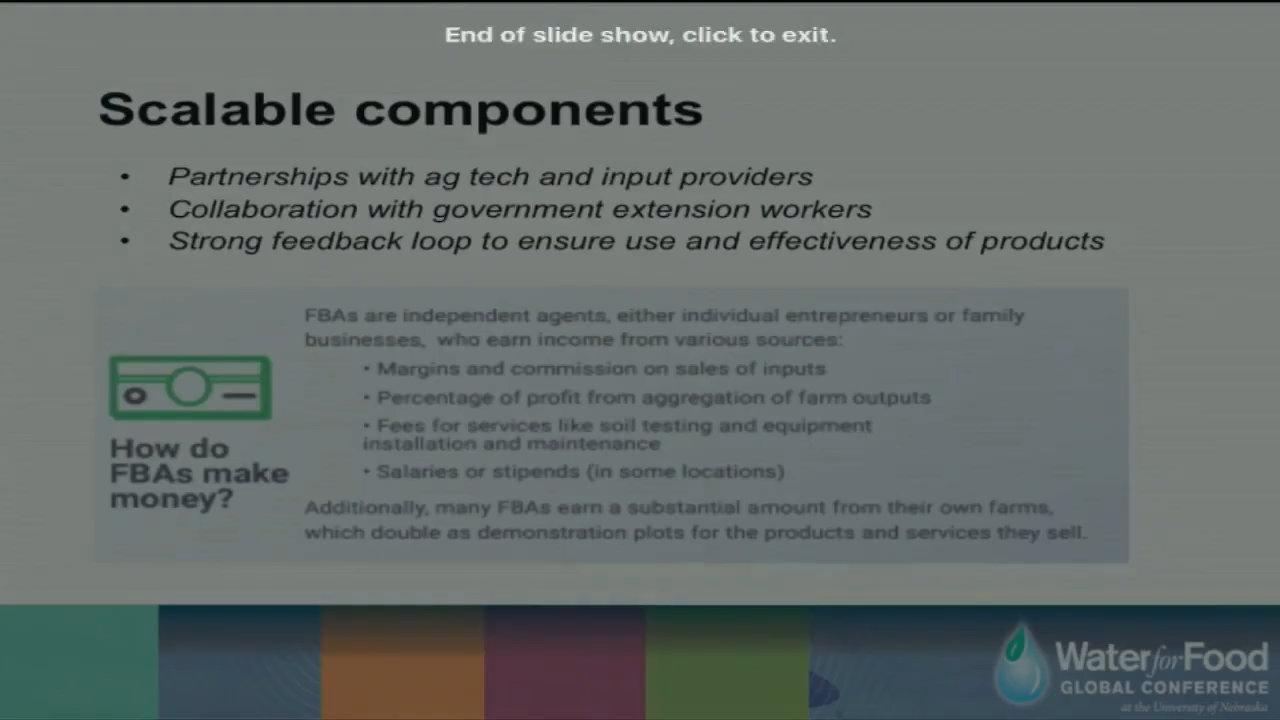 End of slide show, click to exit.
Scalable components
• Partnerships with ag tech and input providers
• Collaboration with government extension workers
• Strong feedback loop to ensure use and effectiveness of products
How do
FBAs make
money?
FBAs are independent agents, either individual entrepreneurs or family
businesses, who earn income from various sources:
• Margins and commission on sales of inputs
• Percentage of profit from aggregation of farm outputs
• Fees for services like soil testing and equipment
installation and maintenance
• Salaries or stipends (in some locations)
Additionally, many FBAs earn a substantial amount from their own farms,
which double as demonstration plots for the products and services they sell.
Water for Food
GLOBAL CONFERENCE
at the University of Nebraska